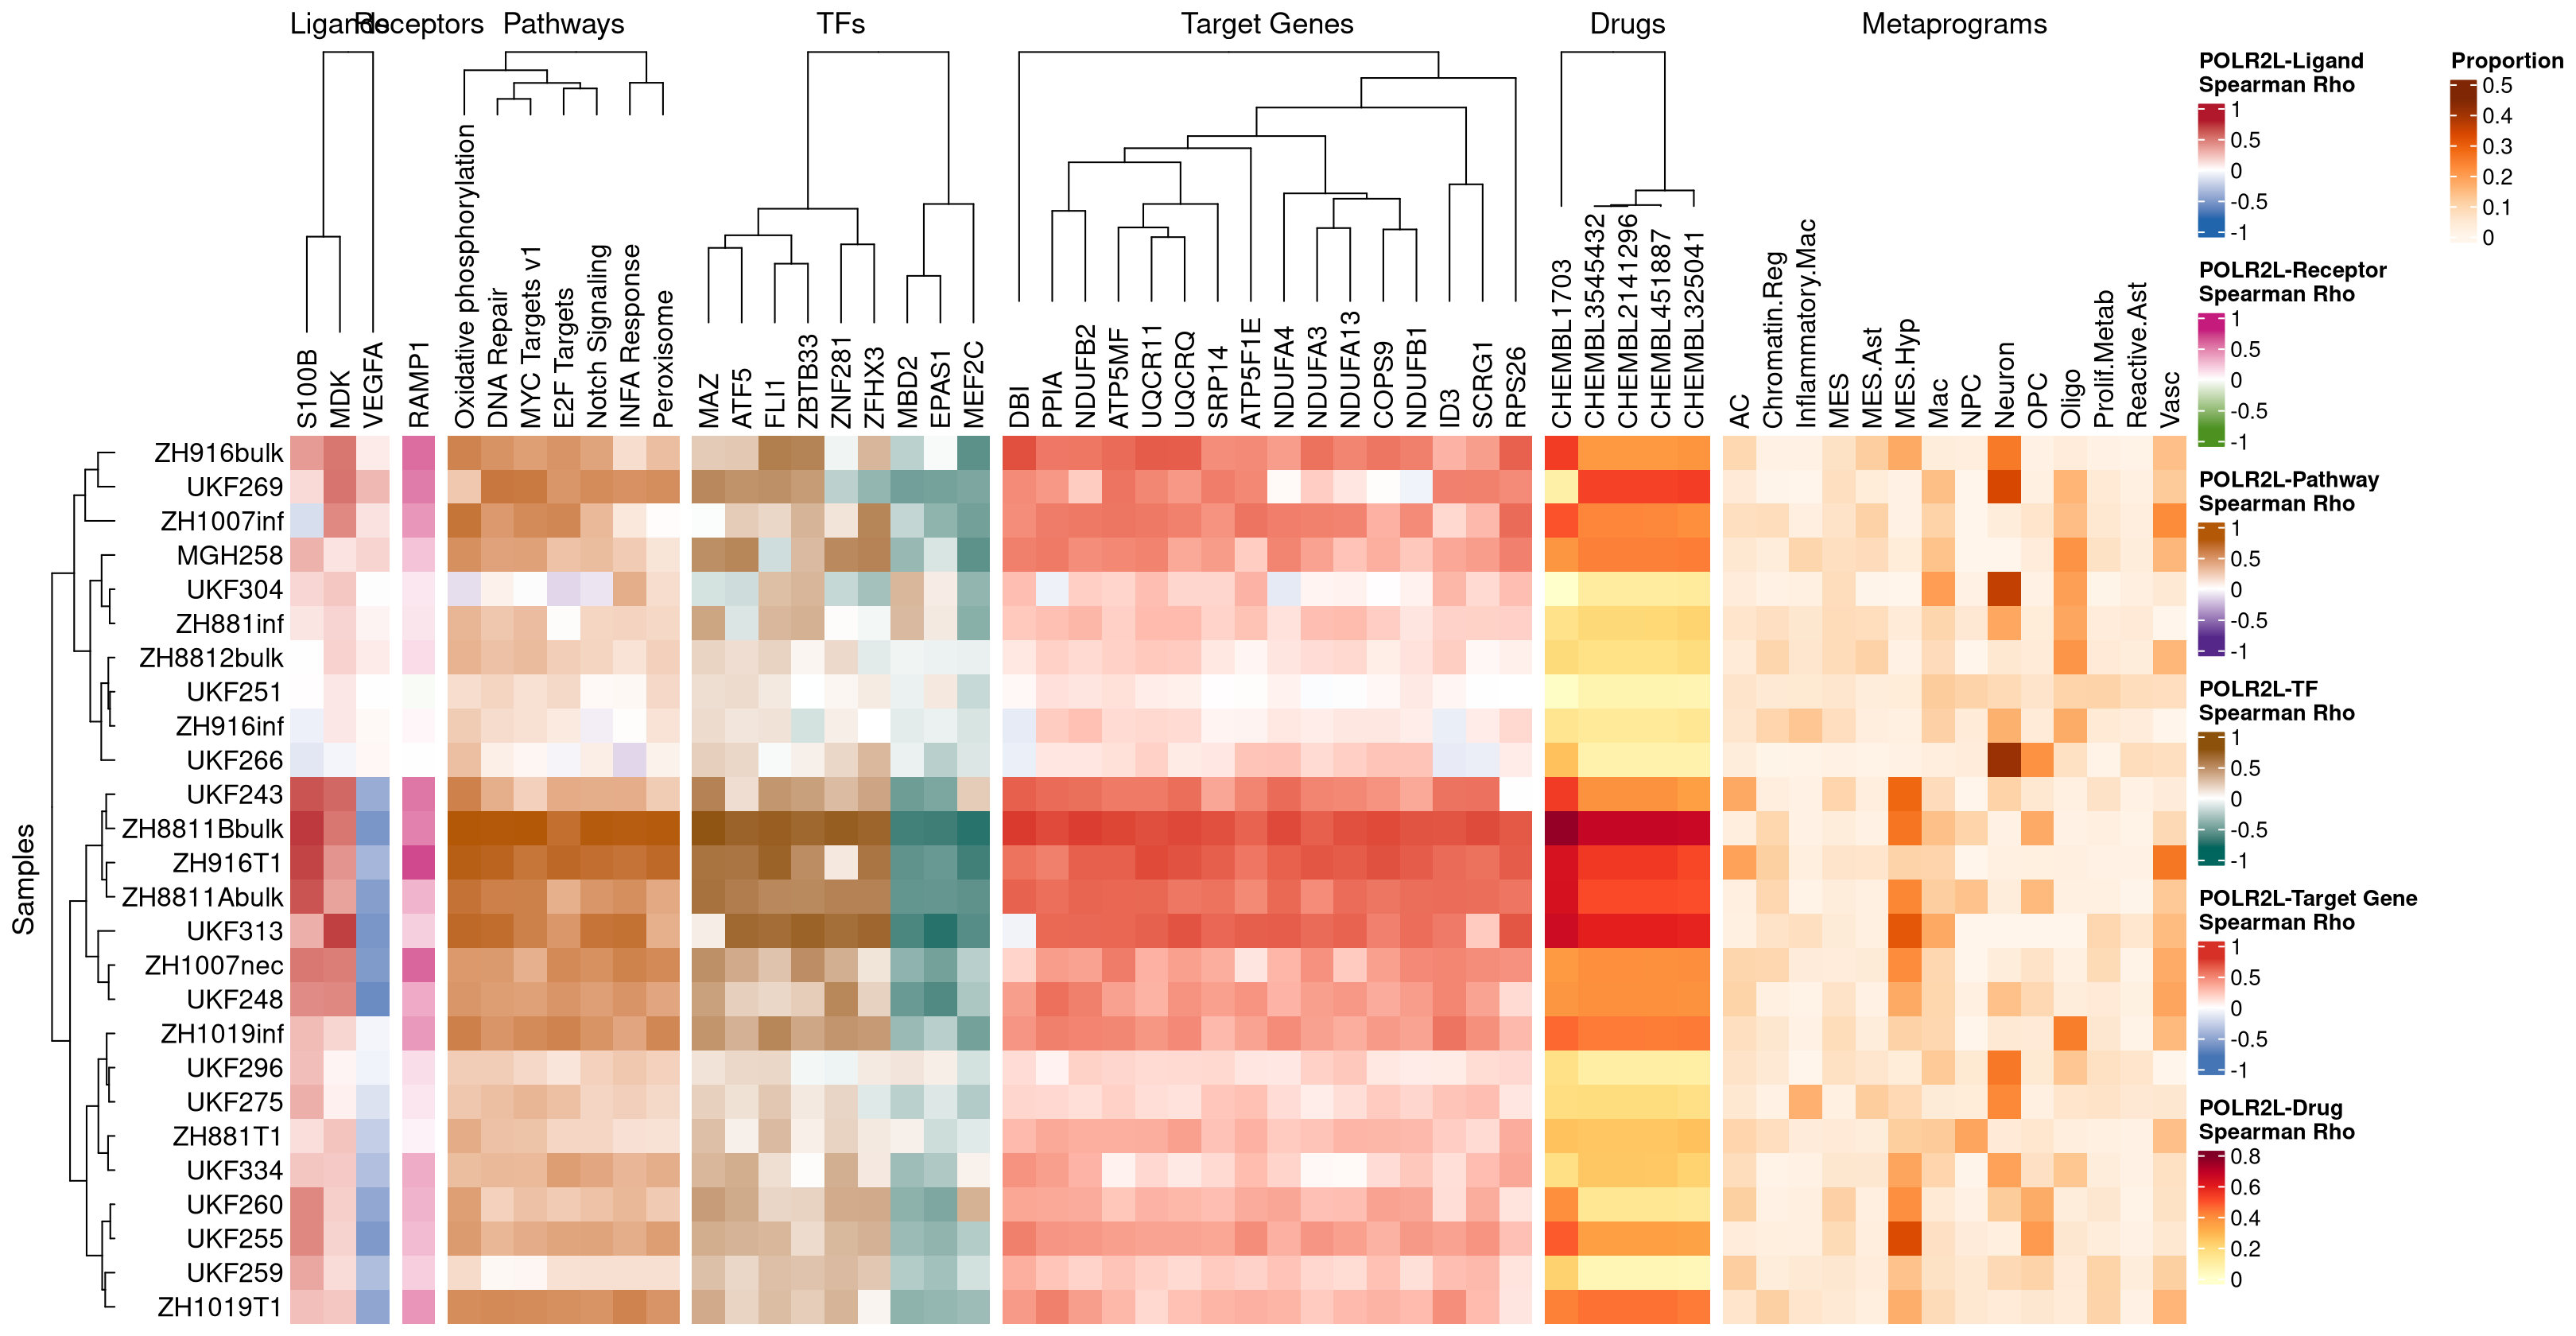 Ligands Receptors Pathways TFs Target Genes Drugs Metaprograms
S100B
MDK
VEGFA
RAMP1
Oxidative phosphorylation
DNA Repair
MYC Targets v1
E2F Targets
Notch Signaling
INFA Response
Peroxisome
MAZ
ATF5
FLI1
ZBTB33
ZNF281
ZFHX3
MBD2
EPAS1
MEF2C
DBI
PPIA
NDUFB2
ATP5MF
UQCR11
UQCRQ
SRP14
ATP5F1E
NDUFA4
NDUFA3
NDUFA13
COPS9
NDUFB1
ID3
SCRG1
RPS26
CHEMBL1703
CHEMBL3545432
CHEMBL2141296
CHEMBL451887
CHEMBL325041
AC
Chromatin.Reg
Inflammatory.Mac
MES
MES.Ast
MES.Hyp
Mac
NPC
Neuron
OPC
Oligo
Prolif.Metab
Reactive.Ast
Vasc
Samples
ZH916bulk
UKF269
ZH1007inf
MGH258
UKF304
ZH881inf
ZH8812bulk
UKF251
ZH916inf
UKF266
UKF243
ZH8811Bbulk
ZH916T1
ZH8811Abulk
UKF313
ZH1007nec
UKF248
ZH1019inf
UKF296
UKF275
ZH881T1
UKF334
UKF260
UKF255
UKF259
ZH1019T1
POLR2L-Ligand
Spearman Rho
1
0.5
0
-0.5
-1
POLR2L-Receptor
Spearman Rho
1
0.5
0
-0.5
-1
POLR2L-Pathway
Spearman Rho
1
0.5
0
-0.5
-1
POLR2L-TF
Spearman Rho
1
0.5
0
-0.5
-1
POLR2L-Target Gene
Spearman Rho
1
0.5
0
-0.5
-1
POLR2L-Drug
Spearman Rho
0.8
0.6
0.4
0.2
0
Proportion
0.5
0.4
0.3
0.2
0.1
0